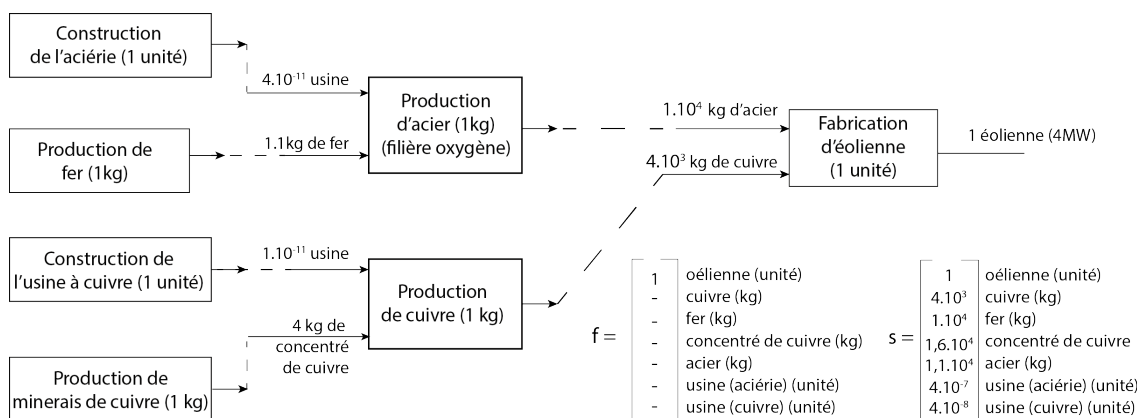 Construction
de l'aciérie (1 unité)
4.10⁻¹¹ usine
Production
d'acier (1kg)
(filière oxygène)
1.10⁴ kg d'acier
Fabrication
d'éolienne
(1 unité)
1 éolienne (4MW)
Production de
fer (1kg)
1.1kg de fer
4.10³ kg de cuivre
Construction de
l'usine à cuivre (1 unité)
1.10⁻¹¹ usine
Production
de cuivre (1 kg)
4 kg de
concentré
de cuivre
Production de
minerais de cuivre (1 kg)
f =
1 oélienne (unité)
- cuivre (kg)
- fer (kg)
- concentré de cuivre (kg)
- acier (kg)
- usine (aciérie) (unité)
- usine (cuivre) (unité)
s =
1 oélienne (unité)
4.10³ cuivre (kg)
1.10⁴ fer (kg)
1,6.10⁴ concentré de cuivre
1,1.10⁴ acier (kg)
4.10⁻⁷ usine (aciérie) (unité)
4.10⁻⁸ usine (cuivre) (unité)